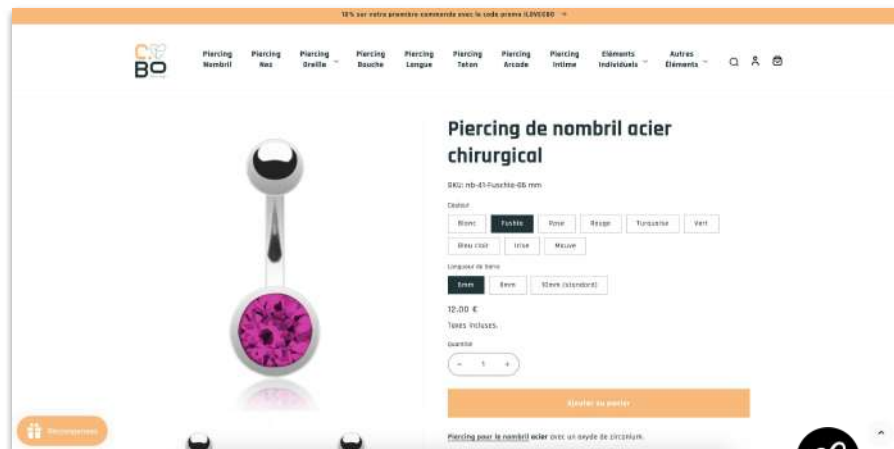 10% sur votre première commande avec le code promo ILOVECBO →
C.
BO
Piercing Nombril
Piercing Nez
Piercing Oreille
Piercing Bouche
Piercing Langue
Piercing Teton
Piercing Arcade
Piercing Intime
Eléments Individuels
Autres Éléments
Piercing de nombril acier
chirurgical
SKU: nb-41-Fuschia-06 mm
Couleur
Blanc Fushia Rose Rouge Turquoise Vert
Bleu clair Irise Mauve
Longueur de barre
6mm 8mm 10mm (standard)
12.00 €
Taxes incluses.
Quantité
− 1 +
Ajouter au panier
Récompenses
Piercing pour le nombril acier avec un oxyde de zirconium.